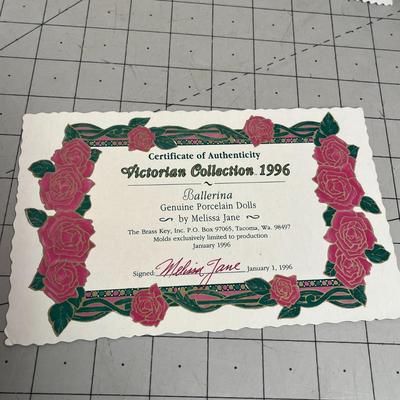 Certificate of Authenticity
Victorian Collection 1996
~
Ballerina
Genuine Porcelain Dolls
by Melissa Jane
The Brass Key, Inc. P.O. Box 97065, Tacoma, Wa. 98497
Molds exclusively limited to production
January 1996
Signed: Melissa Jane January 1, 1996